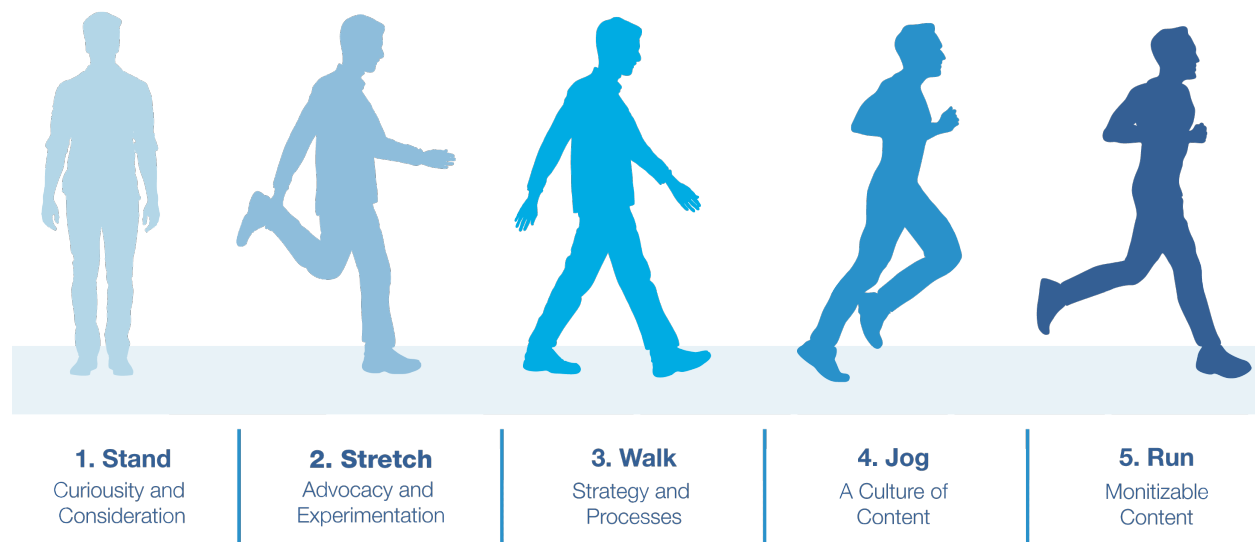 1. Stand
Curiousity and
Consideration
2. Stretch
Advocacy and
Experimentation
3. Walk
Strategy and
Processes
4. Jog
A Culture of
Content
5. Run
Monitizable
Content